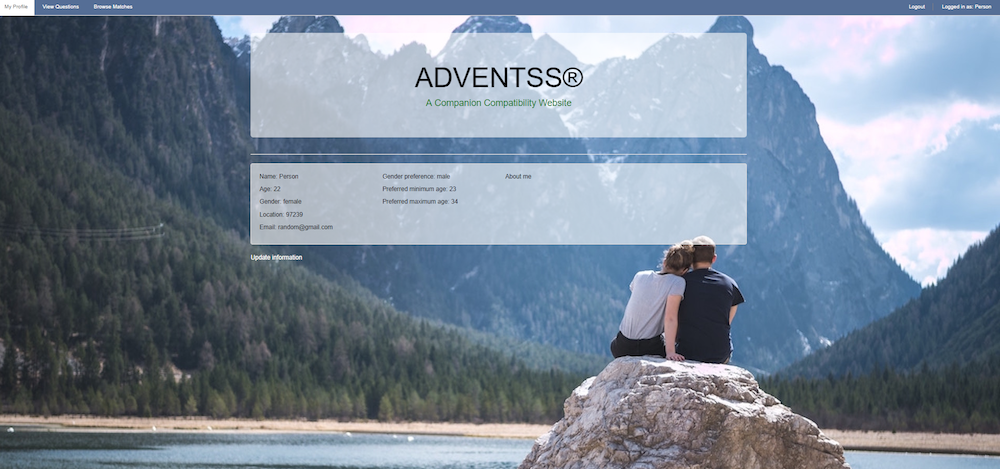 My Profile View Questions Browse Matches Logout Logged in as: Person
ADVENTSS®
A Companion Compatibility Website
Name: Person
Age: 22
Gender: female
Location: 97239
Email: random@gmail.com
Gender preference: male
Preferred minimum age: 23
Preferred maximum age: 34
About me
Update information